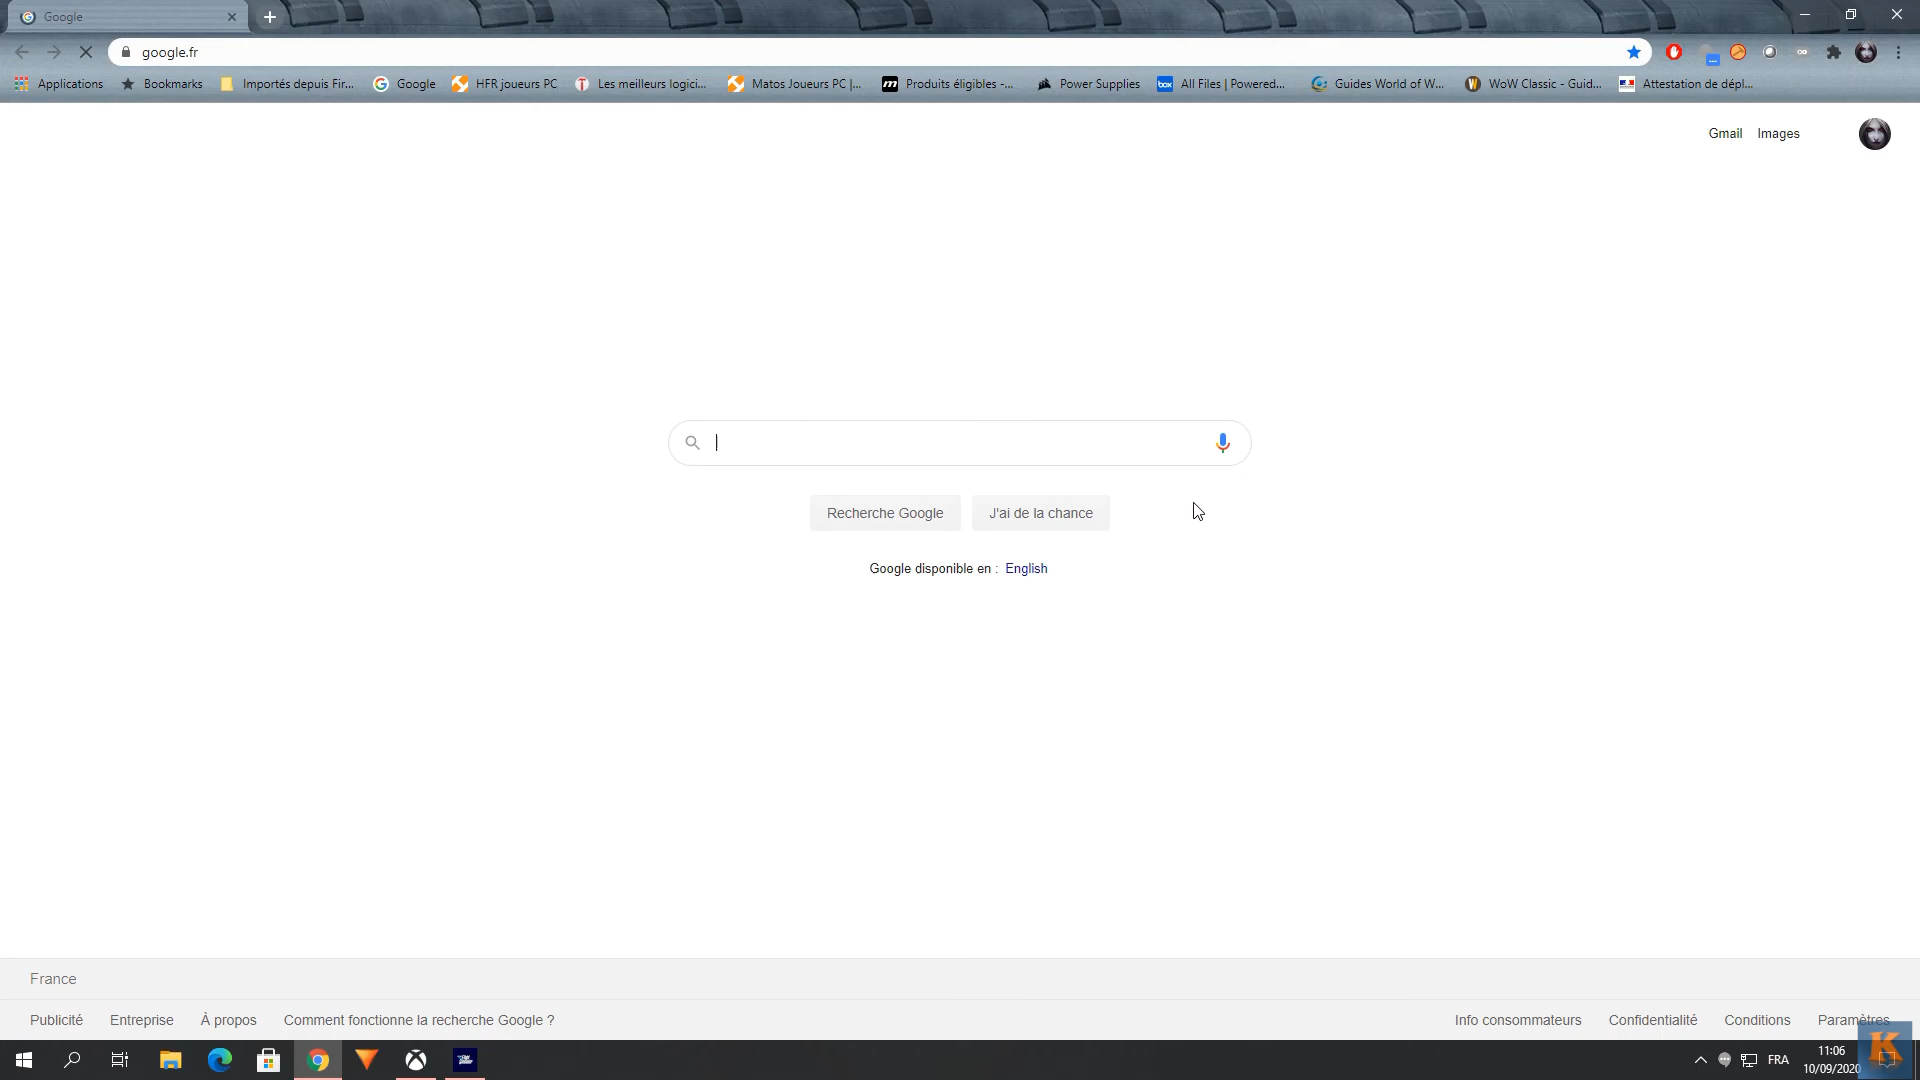 Google
google.fr
Applications Bookmarks Importés depuis Fir... Google HFR joueurs PC Les meilleurs logici... Matos Joueurs PC |... Produits éligibles -... Power Supplies All Files | Powered... Guides World of W... WoW Classic - Guid... Attestation de dépl...
Gmail Images
Recherche Google J'ai de la chance
Google disponible en : English
France
Publicité Entreprise À propos Comment fonctionne la recherche Google ? Info consommateurs Confidentialité Conditions Paramètres
FRA 11:06
10/09/2020